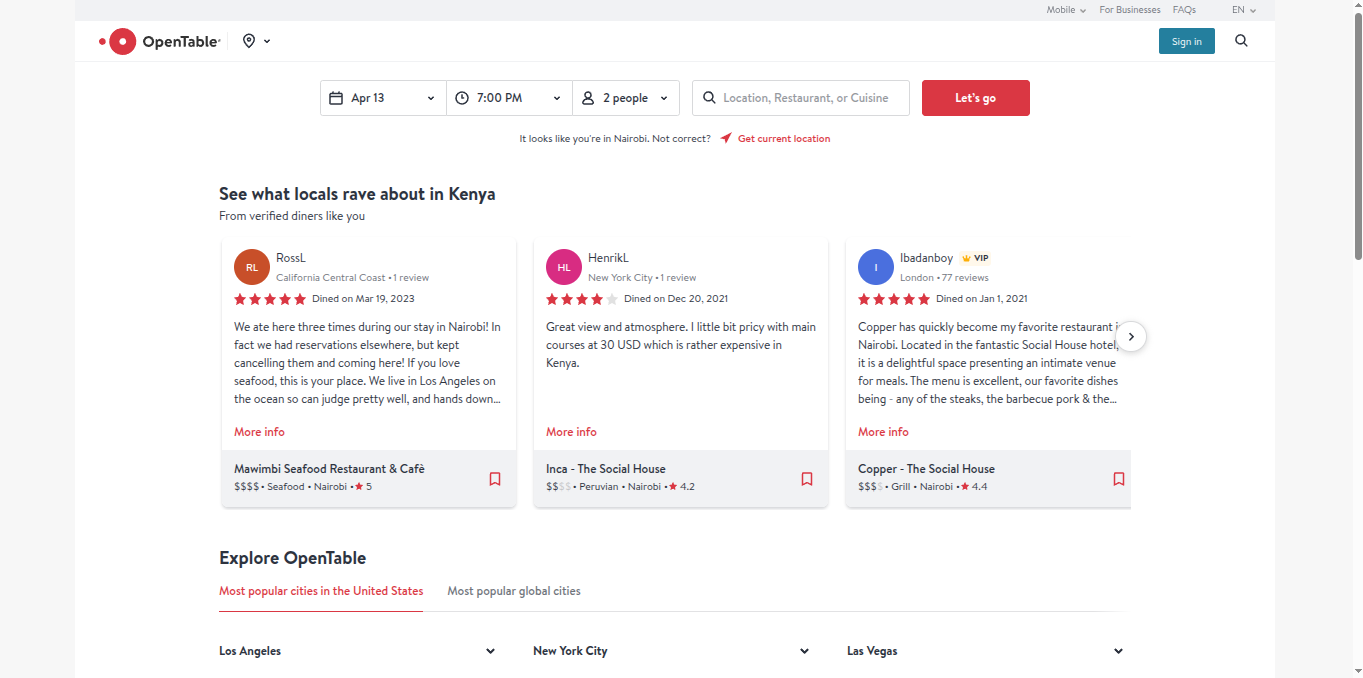 Mobile
For Businesses
FAQs
EN
OpenTable
Sign in
Apr 13
7:00 PM
2 people
Location, Restaurant, or Cuisine
Let's go
It looks like you're in Nairobi. Not correct?
Get current location
See what locals rave about in Kenya
From verified diners like you
RL
RossL
California Central Coast • 1 review
Dined on Mar 19, 2023
We ate here three times during our stay in Nairobi! In
fact we had reservations elsewhere, but kept
cancelling them and coming here! If you love
seafood, this is your place. We live in Los Angeles on
the ocean so can judge pretty well, and hands down...
More info
Mawimbi Seafood Restaurant & Cafè
$$$$ • Seafood • Nairobi • ★ 5
HL
HenrikL
New York City • 1 review
Dined on Dec 20, 2021
Great view and atmosphere. I little bit pricy with main
courses at 30 USD which is rather expensive in
Kenya.
More info
Inca - The Social House
$$$$ • Peruvian • Nairobi • ★ 4.2
I
Ibadanboy
VIP
London • 77 reviews
Dined on Jan 1, 2021
Copper has quickly become my favorite restaurant
Nairobi. Located in the fantastic Social House hotel,
it is a delightful space presenting an intimate venue
for meals. The menu is excellent, our favorite dishes
being - any of the steaks, the barbecue pork & the...
More info
Copper - The Social House
$$$$ • Grill • Nairobi • ★ 4.4
Explore OpenTable
Most popular cities in the United States
Most popular global cities
Los Angeles
New York City
Las Vegas